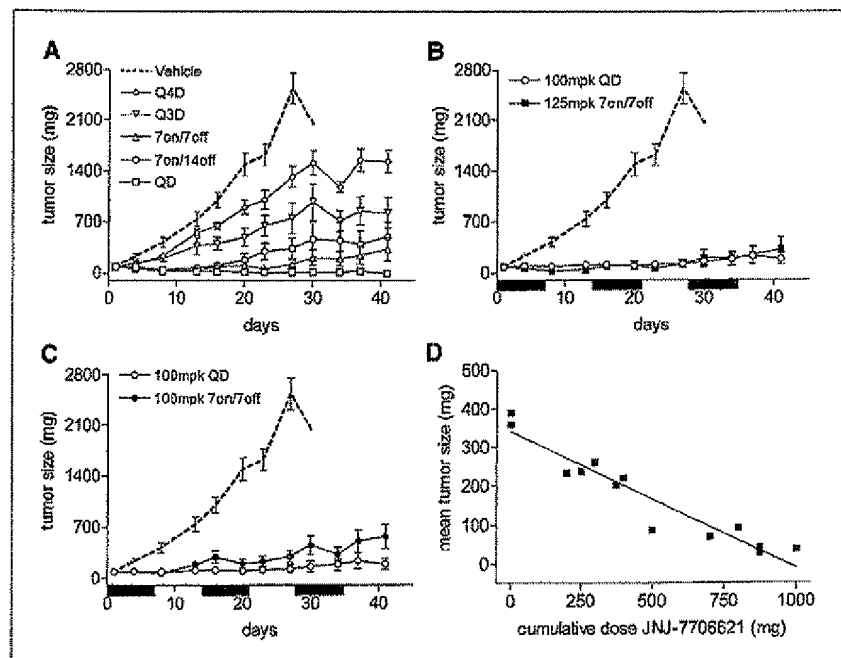 A
2800
2100
1400
700
0
tumor size (mg)
Vehicle
Q4D
Q3D
7on/7off
7on/14off
QD
0 10 20 30 40
days
B
2800
2100
1400
700
0
tumor size (mg)
100mpk QD
125mpk 7on/7off
0 10 20 30 40
days
C
2800
2100
1400
700
0
tumor size (mg)
100mpk QD
100mpk 7on/7off
0 10 20 30 40
days
D
500
400
300
200
100
0
mean tumor size (mg)
0 250 500 750 1000
cumulative dose JNJ-7706621 (mg)